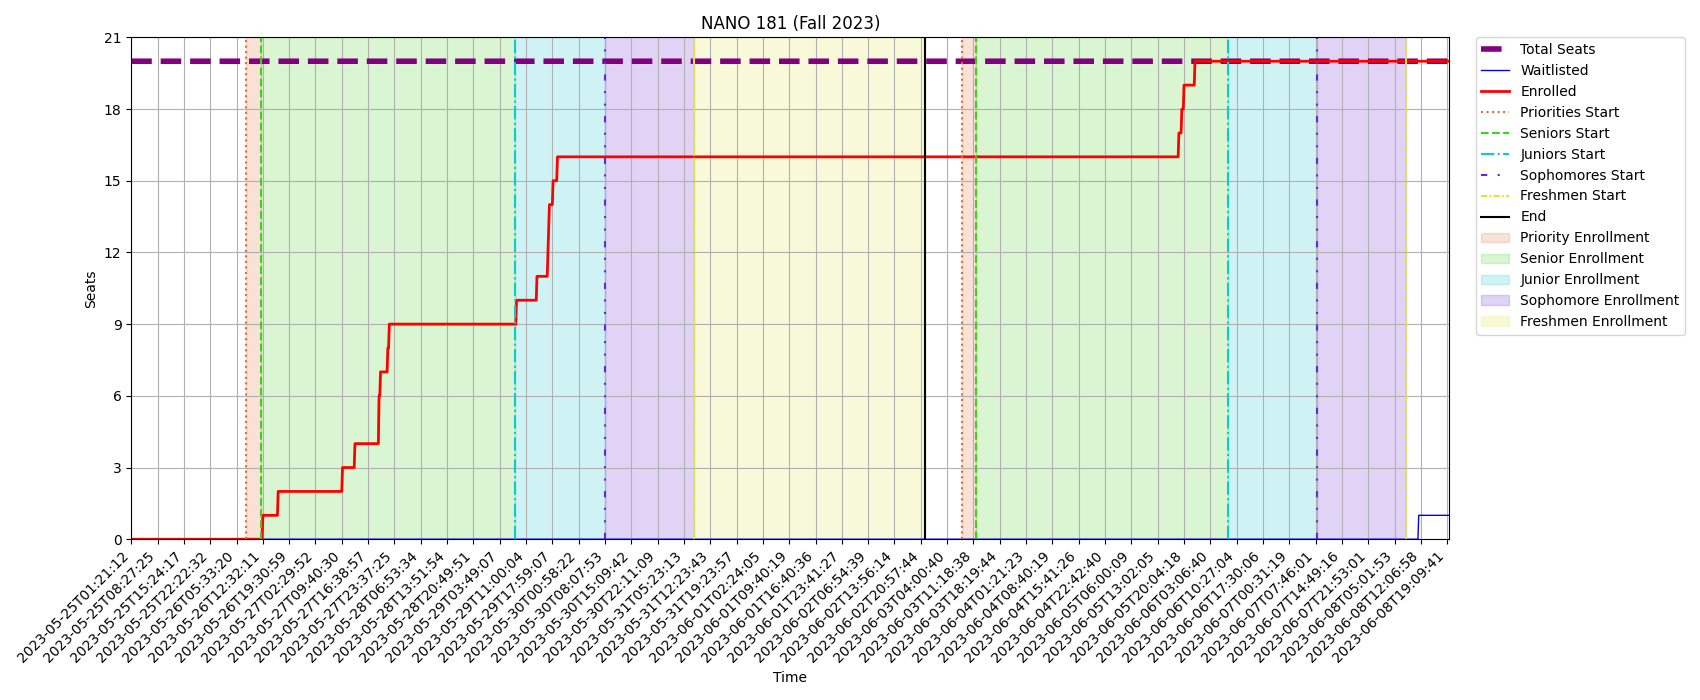 NANO 181 (Fall 2023)
21
18
15
12
9
6
3
0
Seats
2023-05-25T01:21:12
2023-05-25T08:27:25
2023-05-25T15:24:17
2023-05-25T22:22:32
2023-05-26T05:33:20
2023-05-26T12:32:11
2023-05-26T19:30:59
2023-05-27T02:29:52
2023-05-27T09:40:30
2023-05-27T16:38:57
2023-05-27T23:37:25
2023-05-28T06:53:34
2023-05-28T13:51:54
2023-05-28T20:49:51
2023-05-29T03:49:07
2023-05-29T11:00:04
2023-05-29T17:59:07
2023-05-30T00:58:22
2023-05-30T08:07:53
2023-05-30T15:09:42
2023-05-30T22:11:09
2023-05-31T05:23:13
2023-05-31T12:23:43
2023-05-31T19:23:57
2023-06-01T02:24:05
2023-06-01T09:40:19
2023-06-01T16:40:36
2023-06-01T23:41:27
2023-06-02T06:54:39
2023-06-02T13:56:14
2023-06-02T20:57:44
2023-06-03T04:00:40
2023-06-03T11:18:38
2023-06-03T18:19:44
2023-06-04T01:21:23
2023-06-04T08:40:19
2023-06-04T15:41:26
2023-06-04T22:42:40
2023-06-05T06:00:09
2023-06-05T13:02:05
2023-06-05T20:04:18
2023-06-06T03:06:40
2023-06-06T10:27:04
2023-06-06T17:30:06
2023-06-07T00:31:19
2023-06-07T07:46:01
2023-06-07T14:49:16
2023-06-07T21:53:01
2023-06-08T05:01:53
2023-06-08T12:06:58
2023-06-08T19:09:41
Time
Total Seats
Waitlisted
Enrolled
Priorities Start
Seniors Start
Juniors Start
Sophomores Start
Freshmen Start
End
Priority Enrollment
Senior Enrollment
Junior Enrollment
Sophomore Enrollment
Freshmen Enrollment